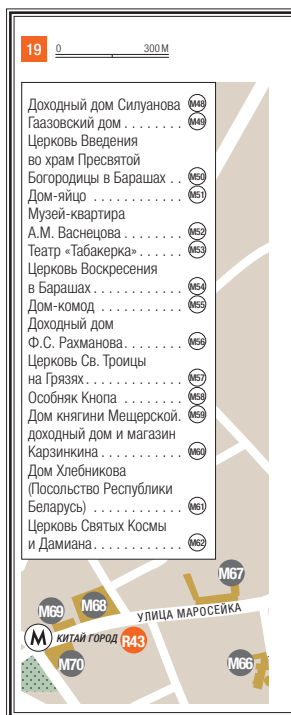 19 0 300 М
Доходный дом Силуанова М48
Гаазовский дом . . . . . . . . М49
Церковь Введения
во храм Пресвятой
Богородицы в Барашах . . М50
Дом-яйцо . . . . . . . . . . . . М51
Музей-квартира
А.М. Васнецова . . . . . . . . М52
Театр «Табакерка» . . . . . . М53
Церковь Воскресения
в Барашах . . . . . . . . . . . . М54
Дом-комод . . . . . . . . . . . М55
Доходный дом
Ф.С. Рахманова . . . . . . . . М56
Церковь Св. Троицы
на Грязях . . . . . . . . . . . . . М57
Особняк Кнопа . . . . . . . . М58
Дом княгини Мещерской. М59
доходный дом и магазин
Карзинкина . . . . . . . . . . . М60
Дом Хлебникова
(Посольство Республики
Беларусь) . . . . . . . . . . . . М61
Церковь Святых Космы
и Дамиана . . . . . . . . . . . . М62
М67
М69 М68
УЛИЦА МАРОСЕЙКА
М КИТАЙ ГОРОД R43
М70 М66